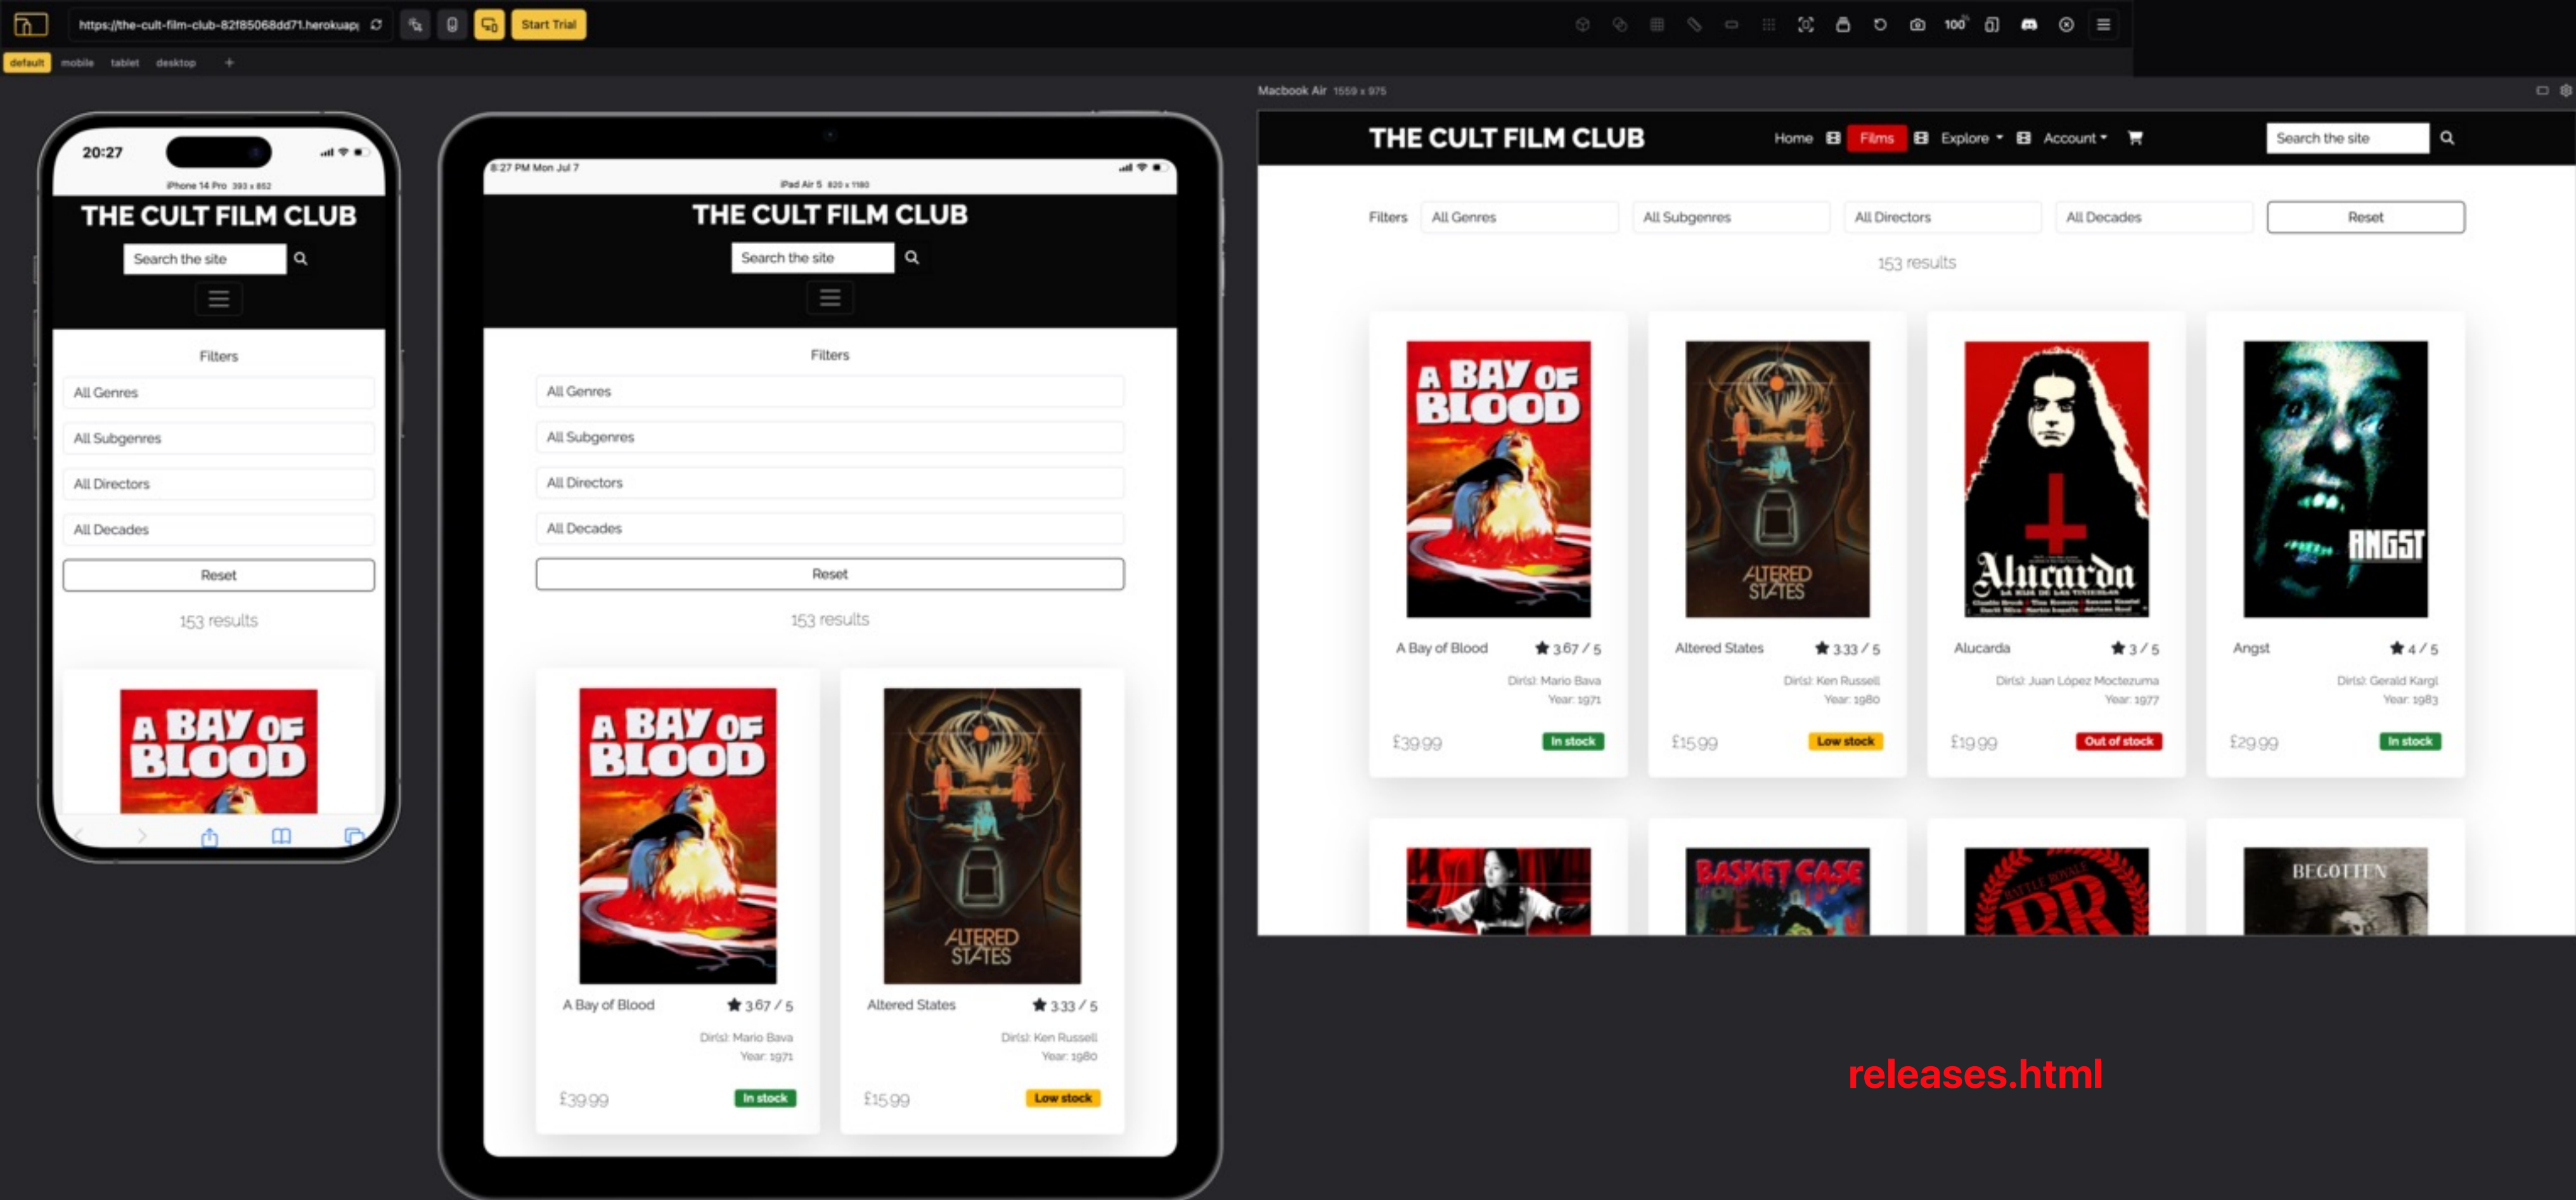 https://the-cult-film-club-82f85068dd71.herokuap
Start Trial
100%
default mobile tablet desktop +
20:27
iPhone 14 Pro 393 x 852
THE CULT FILM CLUB
Search the site
Filters
All Genres
All Subgenres
All Directors
All Decades
Reset
153 results
A BAY OF
BLOOD
8:27 PM Mon Jul 7
iPad Air 5 820 x 1180
THE CULT FILM CLUB
Search the site
Filters
All Genres
All Subgenres
All Directors
All Decades
Reset
153 results
A BAY OF
BLOOD
ALTERED
STATES
A Bay of Blood 3.67 / 5
Dir(s): Mario Bava
Year: 1971
£39.99 In stock
Altered States 3.33 / 5
Dir(s): Ken Russell
Year: 1980
£15.99 Low stock
Macbook Air 1559 x 975
THE CULT FILM CLUB Home Films Explore Account Search the site
Filters All Genres All Subgenres All Directors All Decades Reset
153 results
A BAY OF
BLOOD
ALTERED
STATES
Alucarda
LA HIJA DE LAS TINIEBLAS
ANGST
A Bay of Blood 3.67 / 5
Dir(s): Mario Bava
Year: 1971
£39.99 In stock
Altered States 3.33 / 5
Dir(s): Ken Russell
Year: 1980
£15.99 Low stock
Alucarda 3 / 5
Dir(s): Juan López Moctezuma
Year: 1977
£19.99 Out of stock
Angst 4 / 5
Dir(s): Gerald Kargl
Year: 1983
£29.99 In stock
BASKET CASE
BATTLE ROYALE
BR
BEGOTTEN
releases.html